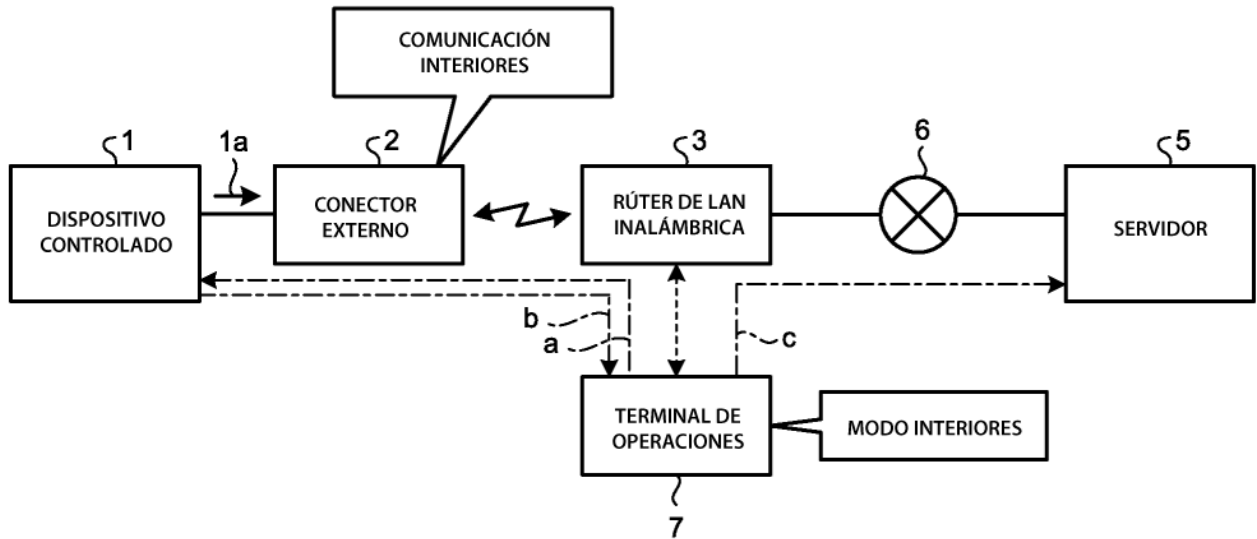 COMUNICACIÓN
INTERIORES
1
1a
2
3
6
5
DISPOSITIVO
CONTROLADO
CONECTOR
EXTERNO
RÚTER DE LAN
INALÁMBRICA
SERVIDOR
b
a
c
TERMINAL DE
OPERACIONES
MODO INTERIORES
7